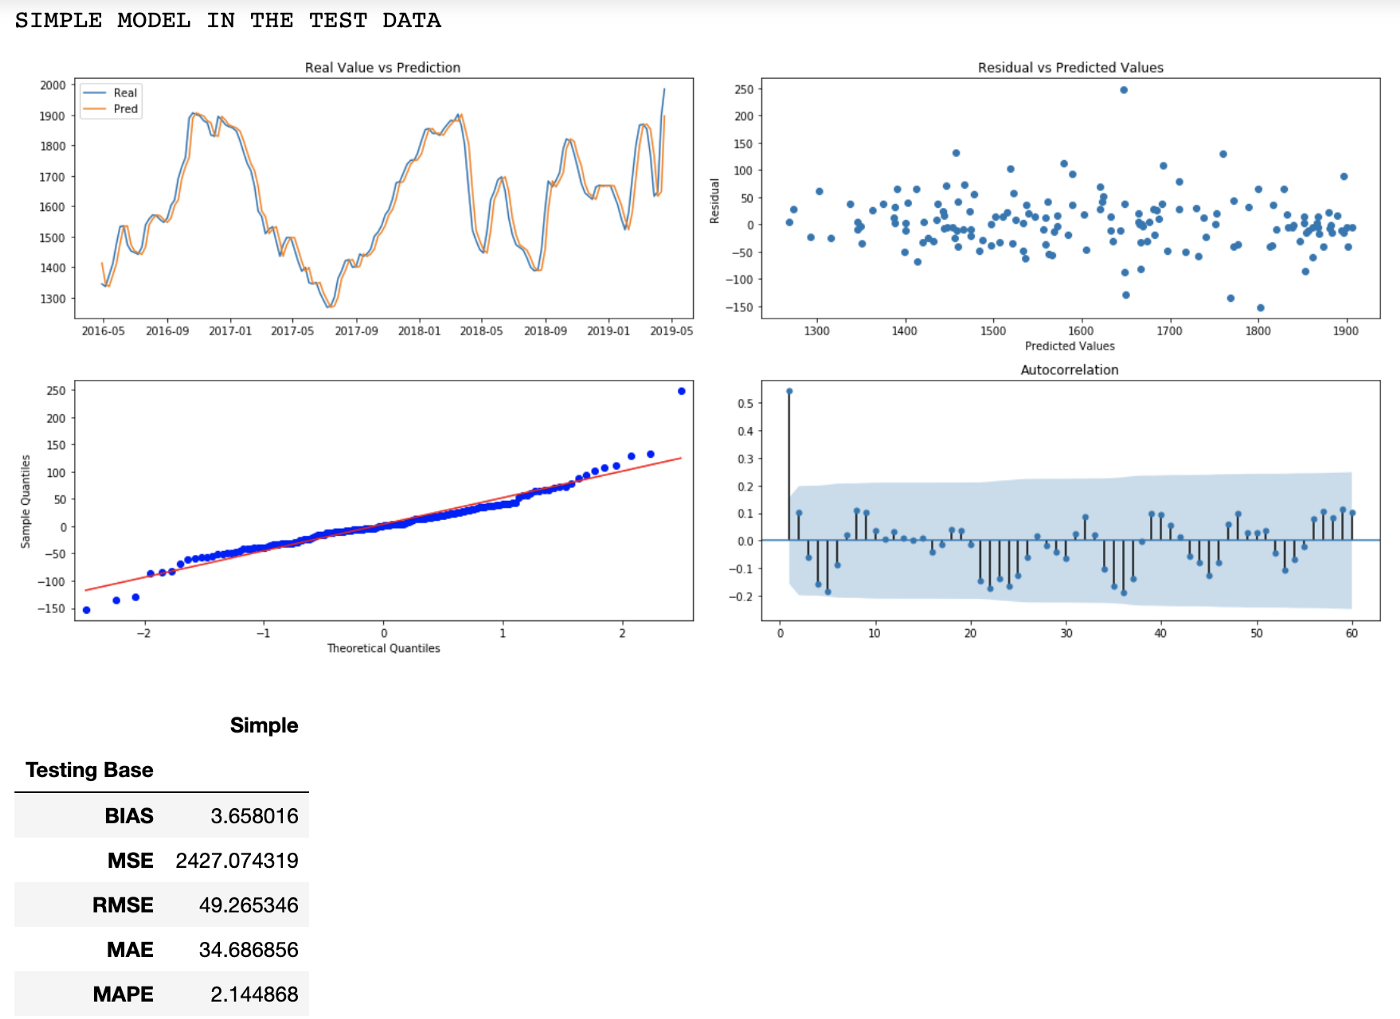 SIMPLE MODEL IN THE TEST DATA
Real Value vs Prediction
2000
1900
1800
1700
1600
1500
1400
1300
Real
Pred
2016-05 2016-09 2017-01 2017-05 2017-09 2018-01 2018-05 2018-09 2019-01 2019-05
Residual vs Predicted Values
Residual
250
200
150
100
50
0
−50
−100
−150
1300 1400 1500 1600 1700 1800 1900
Predicted Values
Sample Quantiles
250
200
150
100
50
0
−50
−100
−150
−2 −1 0 1 2
Theoretical Quantiles
Autocorrelation
0.5
0.4
0.3
0.2
0.1
0.0
−0.1
−0.2
0 10 20 30 40 50 60
Simple
Testing Base
BIAS 3.658016
MSE 2427.074319
RMSE 49.265346
MAE 34.686856
MAPE 2.144868